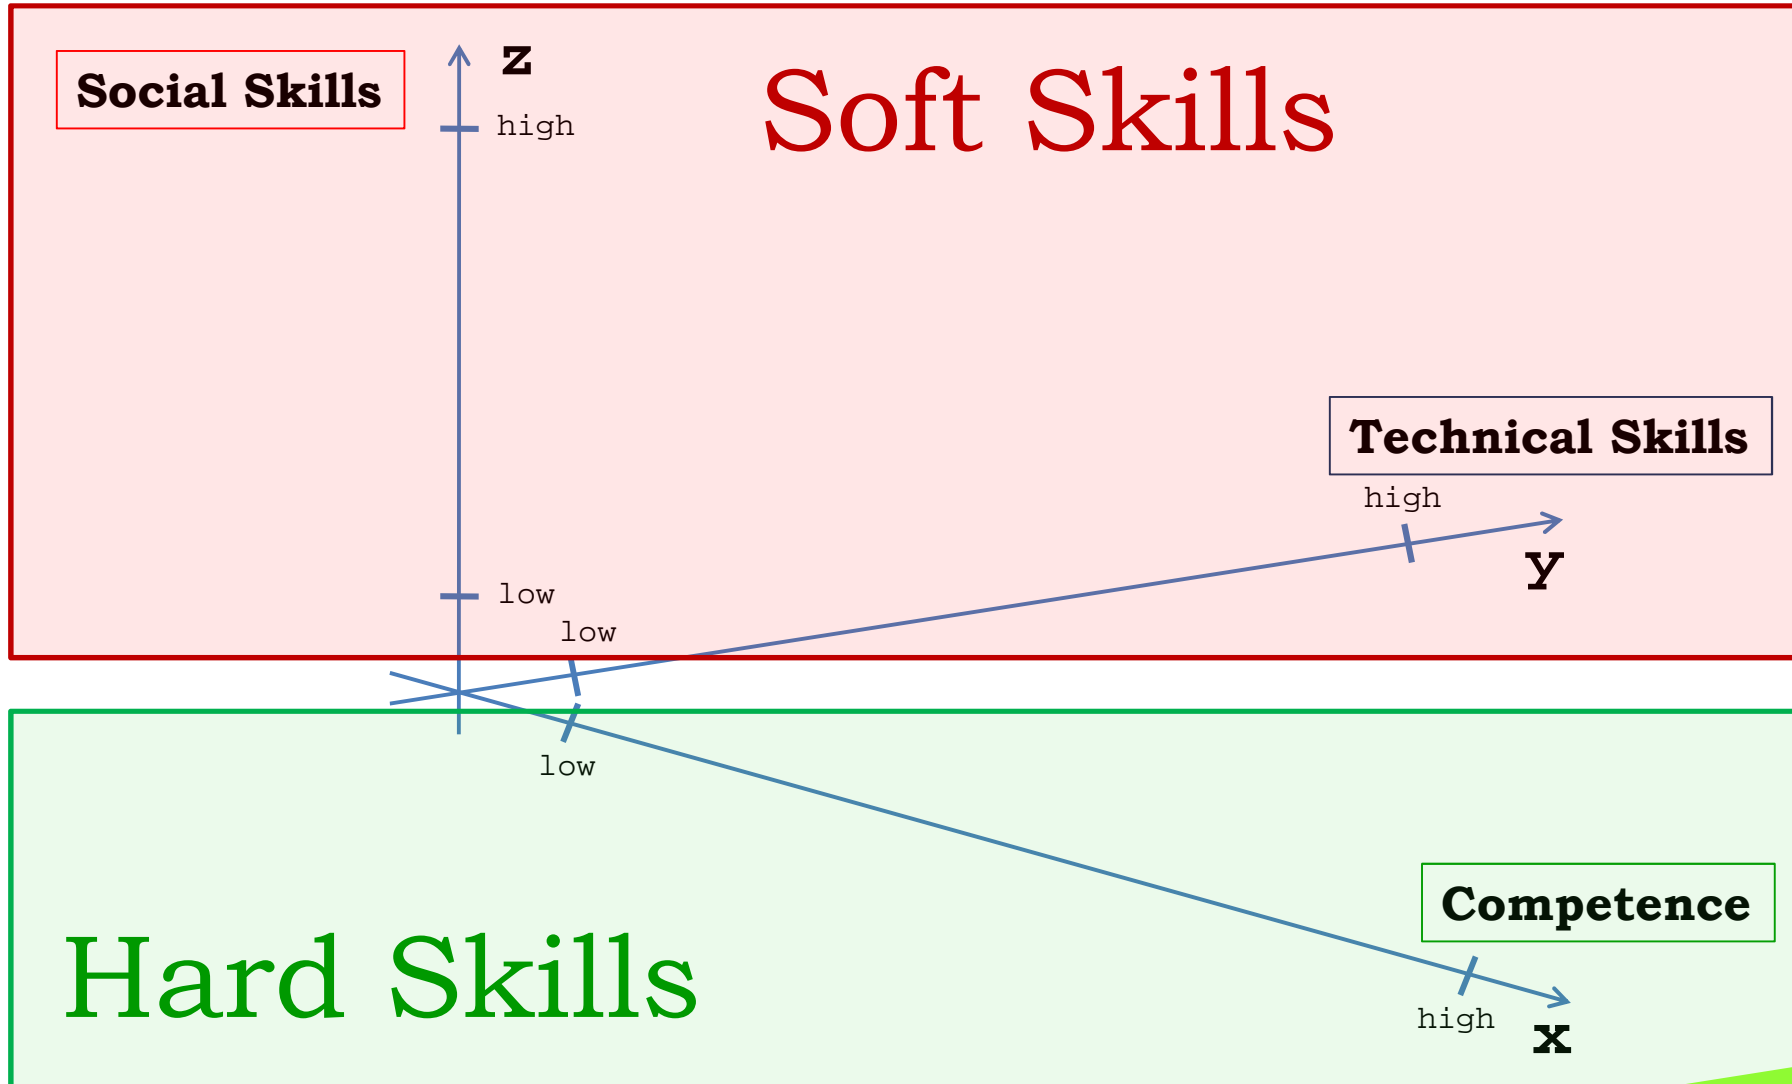 Social Skills
z
Soft Skills
high
Technical Skills
high
y
low
low
low
Competence
Hard Skills
high
x